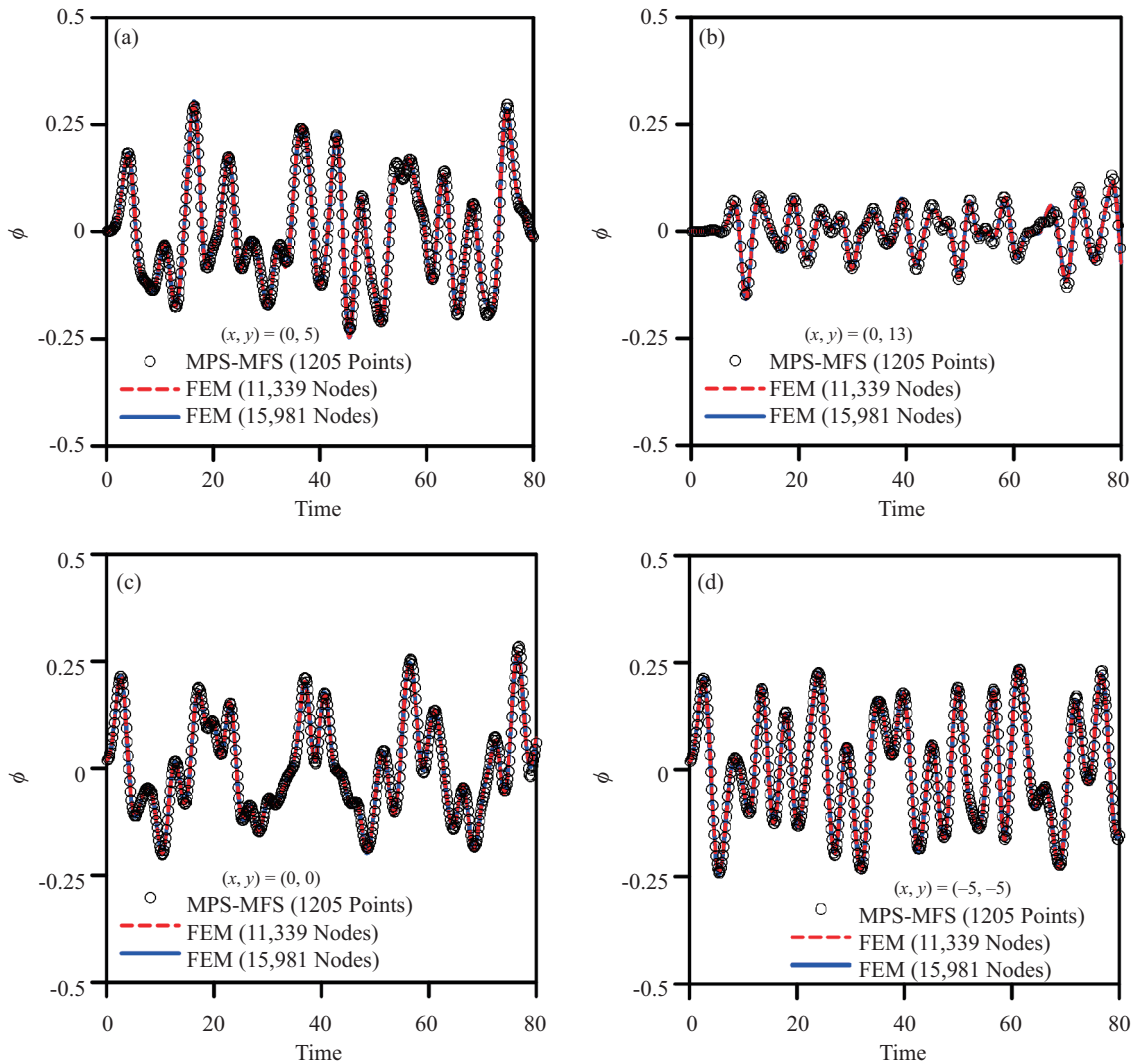 (a)
0.5
0.25
0
-0.25
-0.5
ϕ
(x, y) = (0, 5)
MPS-MFS (1205 Points)
FEM (11,339 Nodes)
FEM (15,981 Nodes)
0 20 40 60 80
Time
(b)
0.5
0.25
0
-0.25
-0.5
ϕ
(x, y) = (0, 13)
MPS-MFS (1205 Points)
FEM (11,339 Nodes)
FEM (15,981 Nodes)
0 20 40 60 80
Time
(c)
0.5
0.25
0
-0.25
-0.5
ϕ
(x, y) = (0, 0)
MPS-MFS (1205 Points)
FEM (11,339 Nodes)
FEM (15,981 Nodes)
0 20 40 60 80
Time
(d)
0.5
0.25
0
-0.25
-0.5
ϕ
(x, y) = (–5, –5)
MPS-MFS (1205 Points)
FEM (11,339 Nodes)
FEM (15,981 Nodes)
0 20 40 60 80
Time